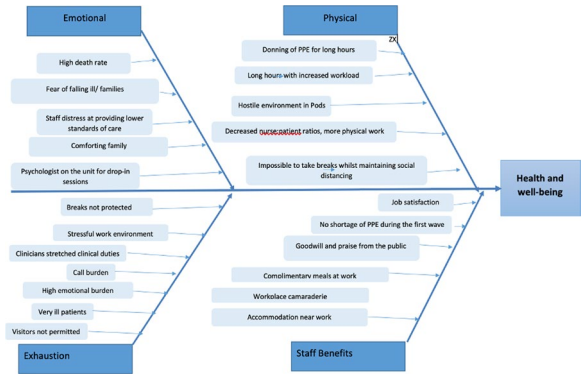 Emotional
Physical
ZX
High death rate
Fear of falling ill/ families
Staff distress at providing lower
standards of care
Comforting family
Psychologist on the unit for drop-in
sessions
Donning of PPE for long hours
Long hours with increased workload
Hostile environment in Pods
Decreased nurse:patient ratios, more physical work
Impossible to take breaks whilst maintaining social
distancing
Health and
well-being
Breaks not protected
Stressful work environment
Clinicians stretched clinical duties
Call burden
High emotional burden
Very ill patients
Visitors not permitted
Job satisfaction
No shortage of PPE during the first wave
Goodwill and praise from the public
Complimentary meals at work
Workplace camaraderie
Accommodation near work
Exhaustion
Staff Benefits